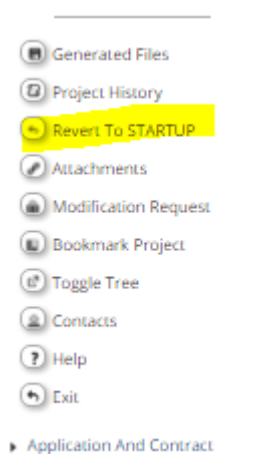 Generated Files
Project History
Revert To STARTUP
Attachments
Modification Request
Bookmark Project
Toggle Tree
Contacts
? Help
Exit
Application And Contract